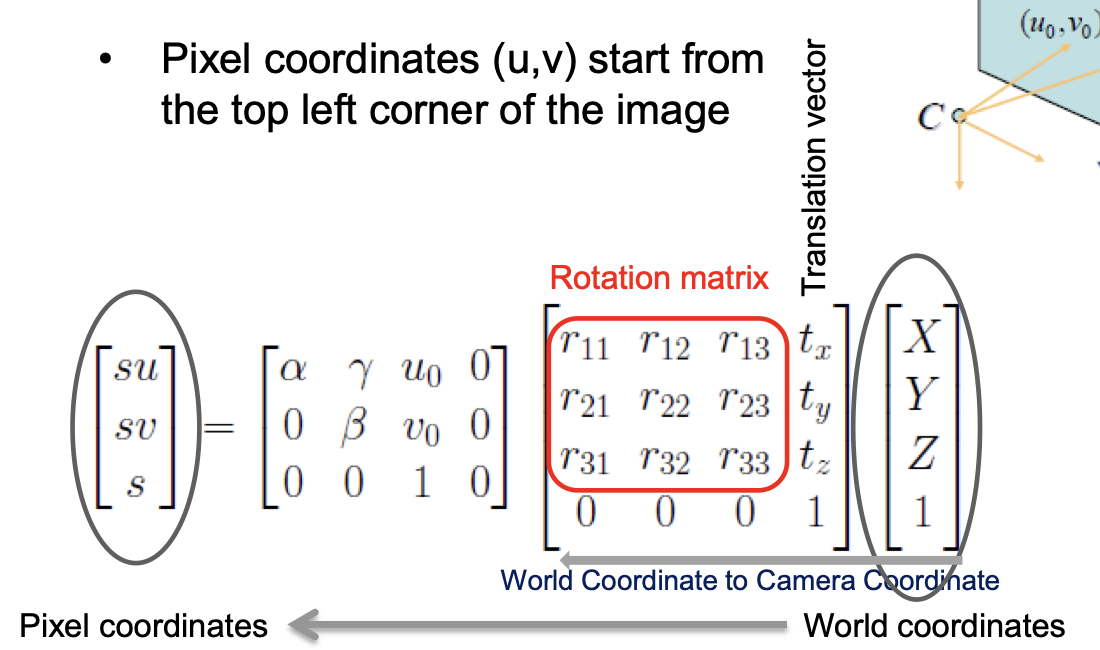 • Pixel coordinates (u,v) start from
the top left corner of the image
Translation vector
(u₀,v₀)
C
Rotation matrix
[su sv s] = [α γ u₀ 0; 0 β v₀ 0; 0 0 1 0] [r₁₁ r₁₂ r₁₃ tₓ; r₂₁ r₂₂ r₂₃ t_y; r₃₁ r₃₂ r₃₃ t_z; 0 0 0 1] [X Y Z 1]
World Coordinate to Camera Coordinate
Pixel coordinates
World coordinates